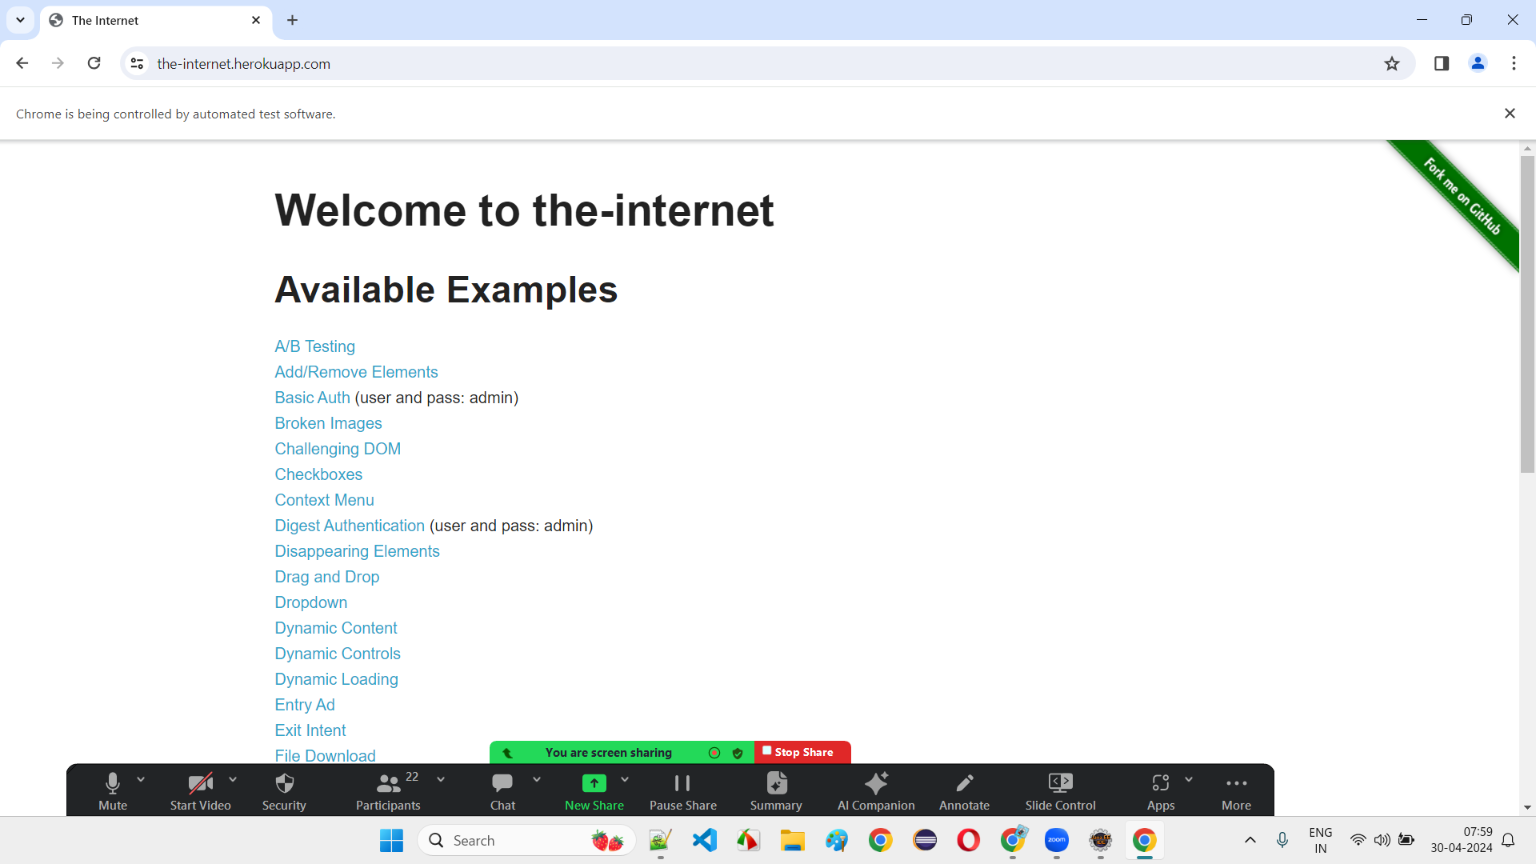 The Internet
the-internet.herokuapp.com
Chrome is being controlled by automated test software.
Fork me on GitHub
Welcome to the-internet
Available Examples
A/B Testing
Add/Remove Elements
Basic Auth (user and pass: admin)
Broken Images
Challenging DOM
Checkboxes
Context Menu
Digest Authentication (user and pass: admin)
Disappearing Elements
Drag and Drop
Dropdown
Dynamic Content
Dynamic Controls
Dynamic Loading
Entry Ad
Exit Intent
File Download
You are screen sharing
Stop Share
22
Mute
Start Video
Security
Participants
Chat
New Share
Pause Share
Summary
AI Companion
Annotate
Slide Control
Apps
More
Search
zoom
ENG
IN
07:59
30-04-2024